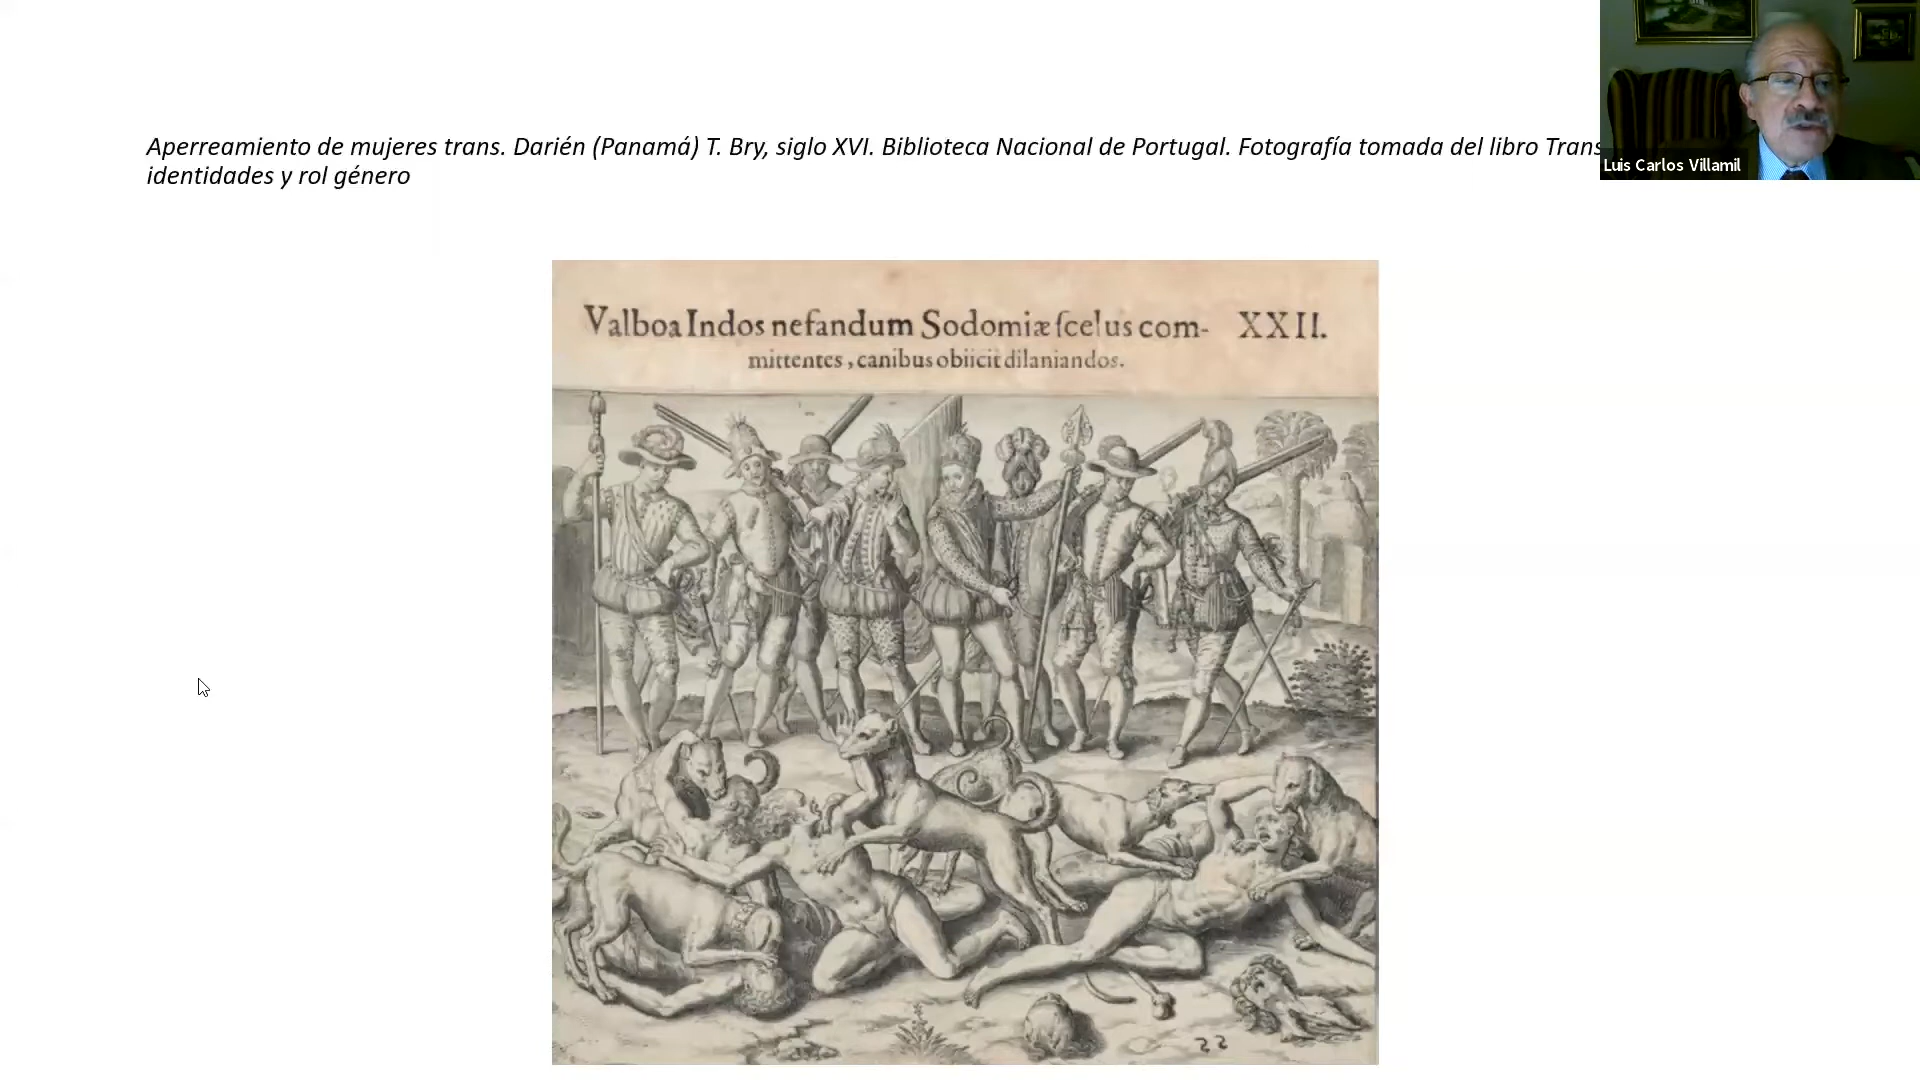 Aperreamiento de mujeres trans. Darién (Panamá) T. Bry, siglo XVI. Biblioteca Nacional de Portugal. Fotografía tomada del libro Trans
identidades y rol género
Luis Carlos Villamil
Valboa Indos nefandum Sodomiæ ſcelus com- XXII.
mittentes, canibus obiicit dilaniandos.
22